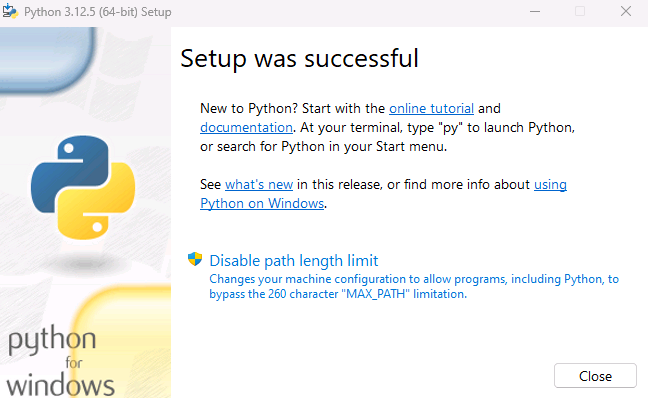 Python 3.12.5 (64-bit) Setup
Setup was successful
New to Python? Start with the online tutorial and
documentation. At your terminal, type "py" to launch Python,
or search for Python in your Start menu.
See what's new in this release, or find more info about using
Python on Windows.
Disable path length limit
Changes your machine configuration to allow programs, including Python, to
bypass the 260 character "MAX_PATH" limitation.
python
for
windows
Close